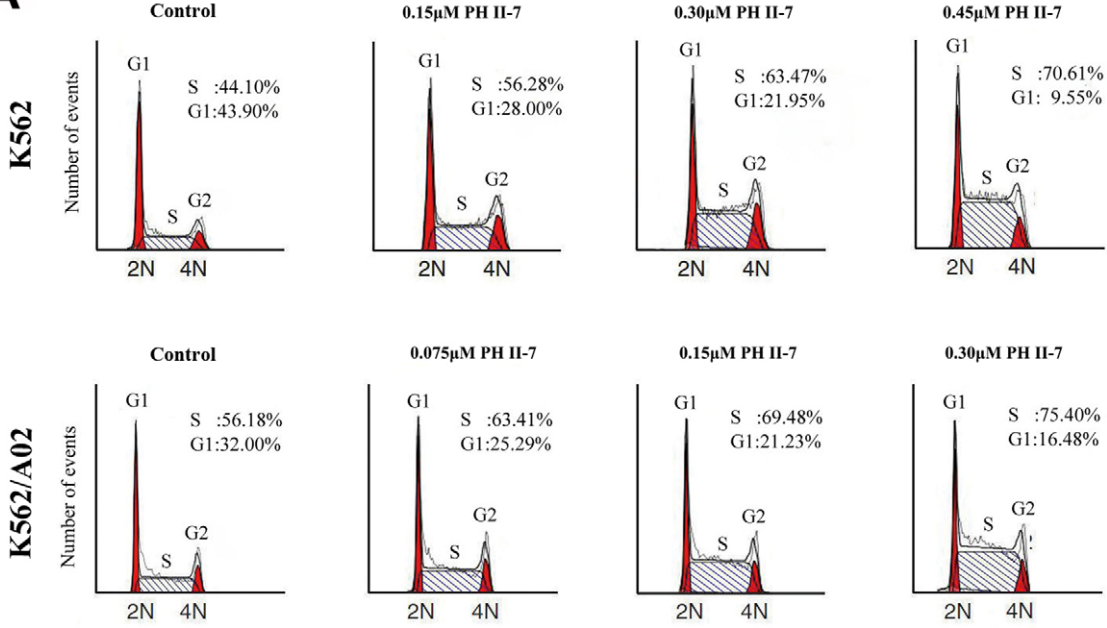 A
Control
0.15μM PH II-7
0.30μM PH II-7
0.45μM PH II-7
K562
Number of events
G1
S :44.10%
G1:43.90%
S
G2
2N 4N
G1
S :56.28%
G1:28.00%
S
G2
2N 4N
G1
S :63.47%
G1:21.95%
S
G2
2N 4N
G1
S :70.61%
G1: 9.55%
S
G2
2N 4N
Control
0.075μM PH II-7
0.15μM PH II-7
0.30μM PH II-7
K562/A02
Number of events
G1
S :56.18%
G1:32.00%
S
G2
2N 4N
G1
S :63.41%
G1:25.29%
S
G2
2N 4N
G1
S :69.48%
G1:21.23%
S
G2
2N 4N
G1
S :75.40%
G1:16.48%
S
G2
2N 4N